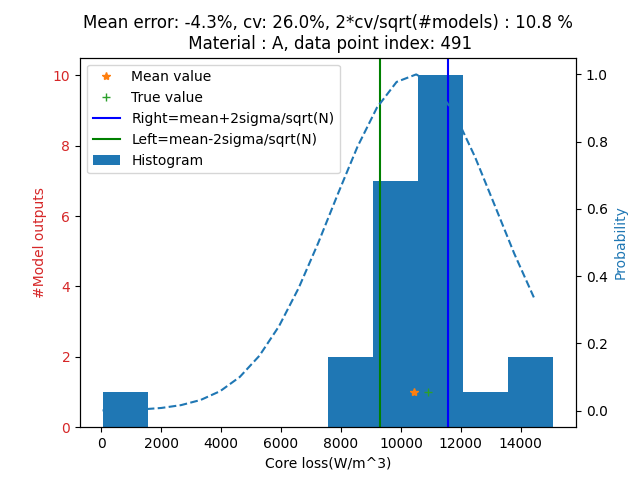 Mean error: -4.3%, cv: 26.0%, 2*cv/sqrt(#models) : 10.8 %
Material : A, data point index: 491
Mean value
True value
Right=mean+2sigma/sqrt(N)
Left=mean-2sigma/sqrt(N)
Histogram
#Model outputs
10
8
6
4
2
0
1.0
0.8
0.6
0.4
0.2
0.0
Probability
0 2000 4000 6000 8000 10000 12000 14000
Core loss(W/m^3)